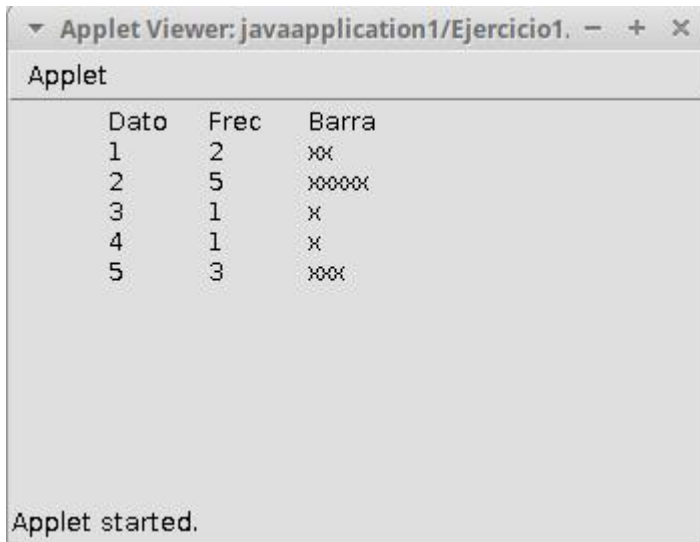 Applet Viewer: javaapplication1/Ejercicio1.
Applet
Dato Frec Barra
1 2 xx
2 5 xxxxx
3 1 x
4 1 x
5 3 xxx
Applet started.